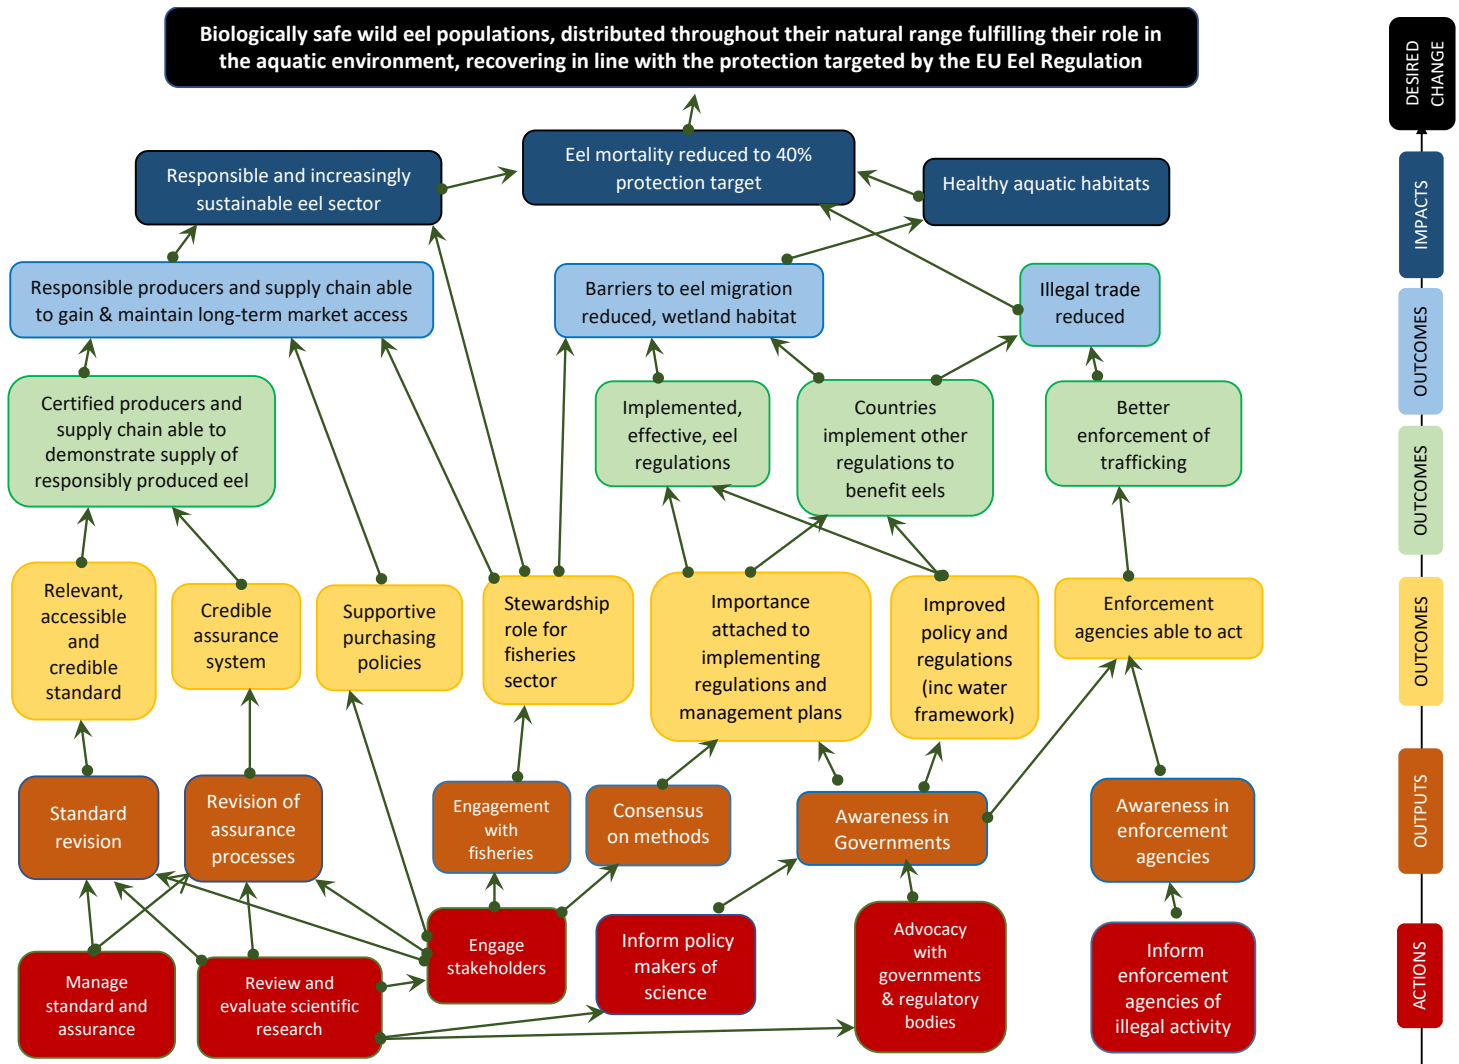 Biologically safe wild eel populations, distributed throughout their natural range fulfilling their role in
the aquatic environment, recovering in line with the protection targeted by the EU Eel Regulation
DESIRED
CHANGE
Responsible and increasingly
sustainable eel sector
Eel mortality reduced to 40%
protection target
Healthy aquatic habitats
IMPACTS
Responsible producers and supply chain able
to gain & maintain long-term market access
Barriers to eel migration
reduced, wetland habitat
Illegal trade
reduced
OUTCOMES
Certified producers and
supply chain able to
demonstrate supply of
responsibly produced eel
Implemented,
effective, eel
regulations
Countries
implement other
regulations to
benefit eels
Better
enforcement of
trafficking
OUTCOMES
Relevant,
accessible
and
credible
standard
Credible
assurance
system
Supportive
purchasing
policies
Stewardship
role for
fisheries
sector
Importance
attached to
implementing
regulations and
management plans
Improved
policy and
regulations
(inc water
framework)
Enforcement
agencies able to act
OUTCOMES
Standard
revision
Revision of
assurance
processes
Engagement
with
fisheries
Consensus
on methods
Awareness in
Governments
Awareness in
enforcement
agencies
OUTPUTS
Manage
standard and
assurance
Review and
evaluate scientific
research
Engage
stakeholders
Inform policy
makers of
science
Advocacy
with
governments
& regulatory
bodies
Inform
enforcement
agencies of
illegal activity
ACTIONS